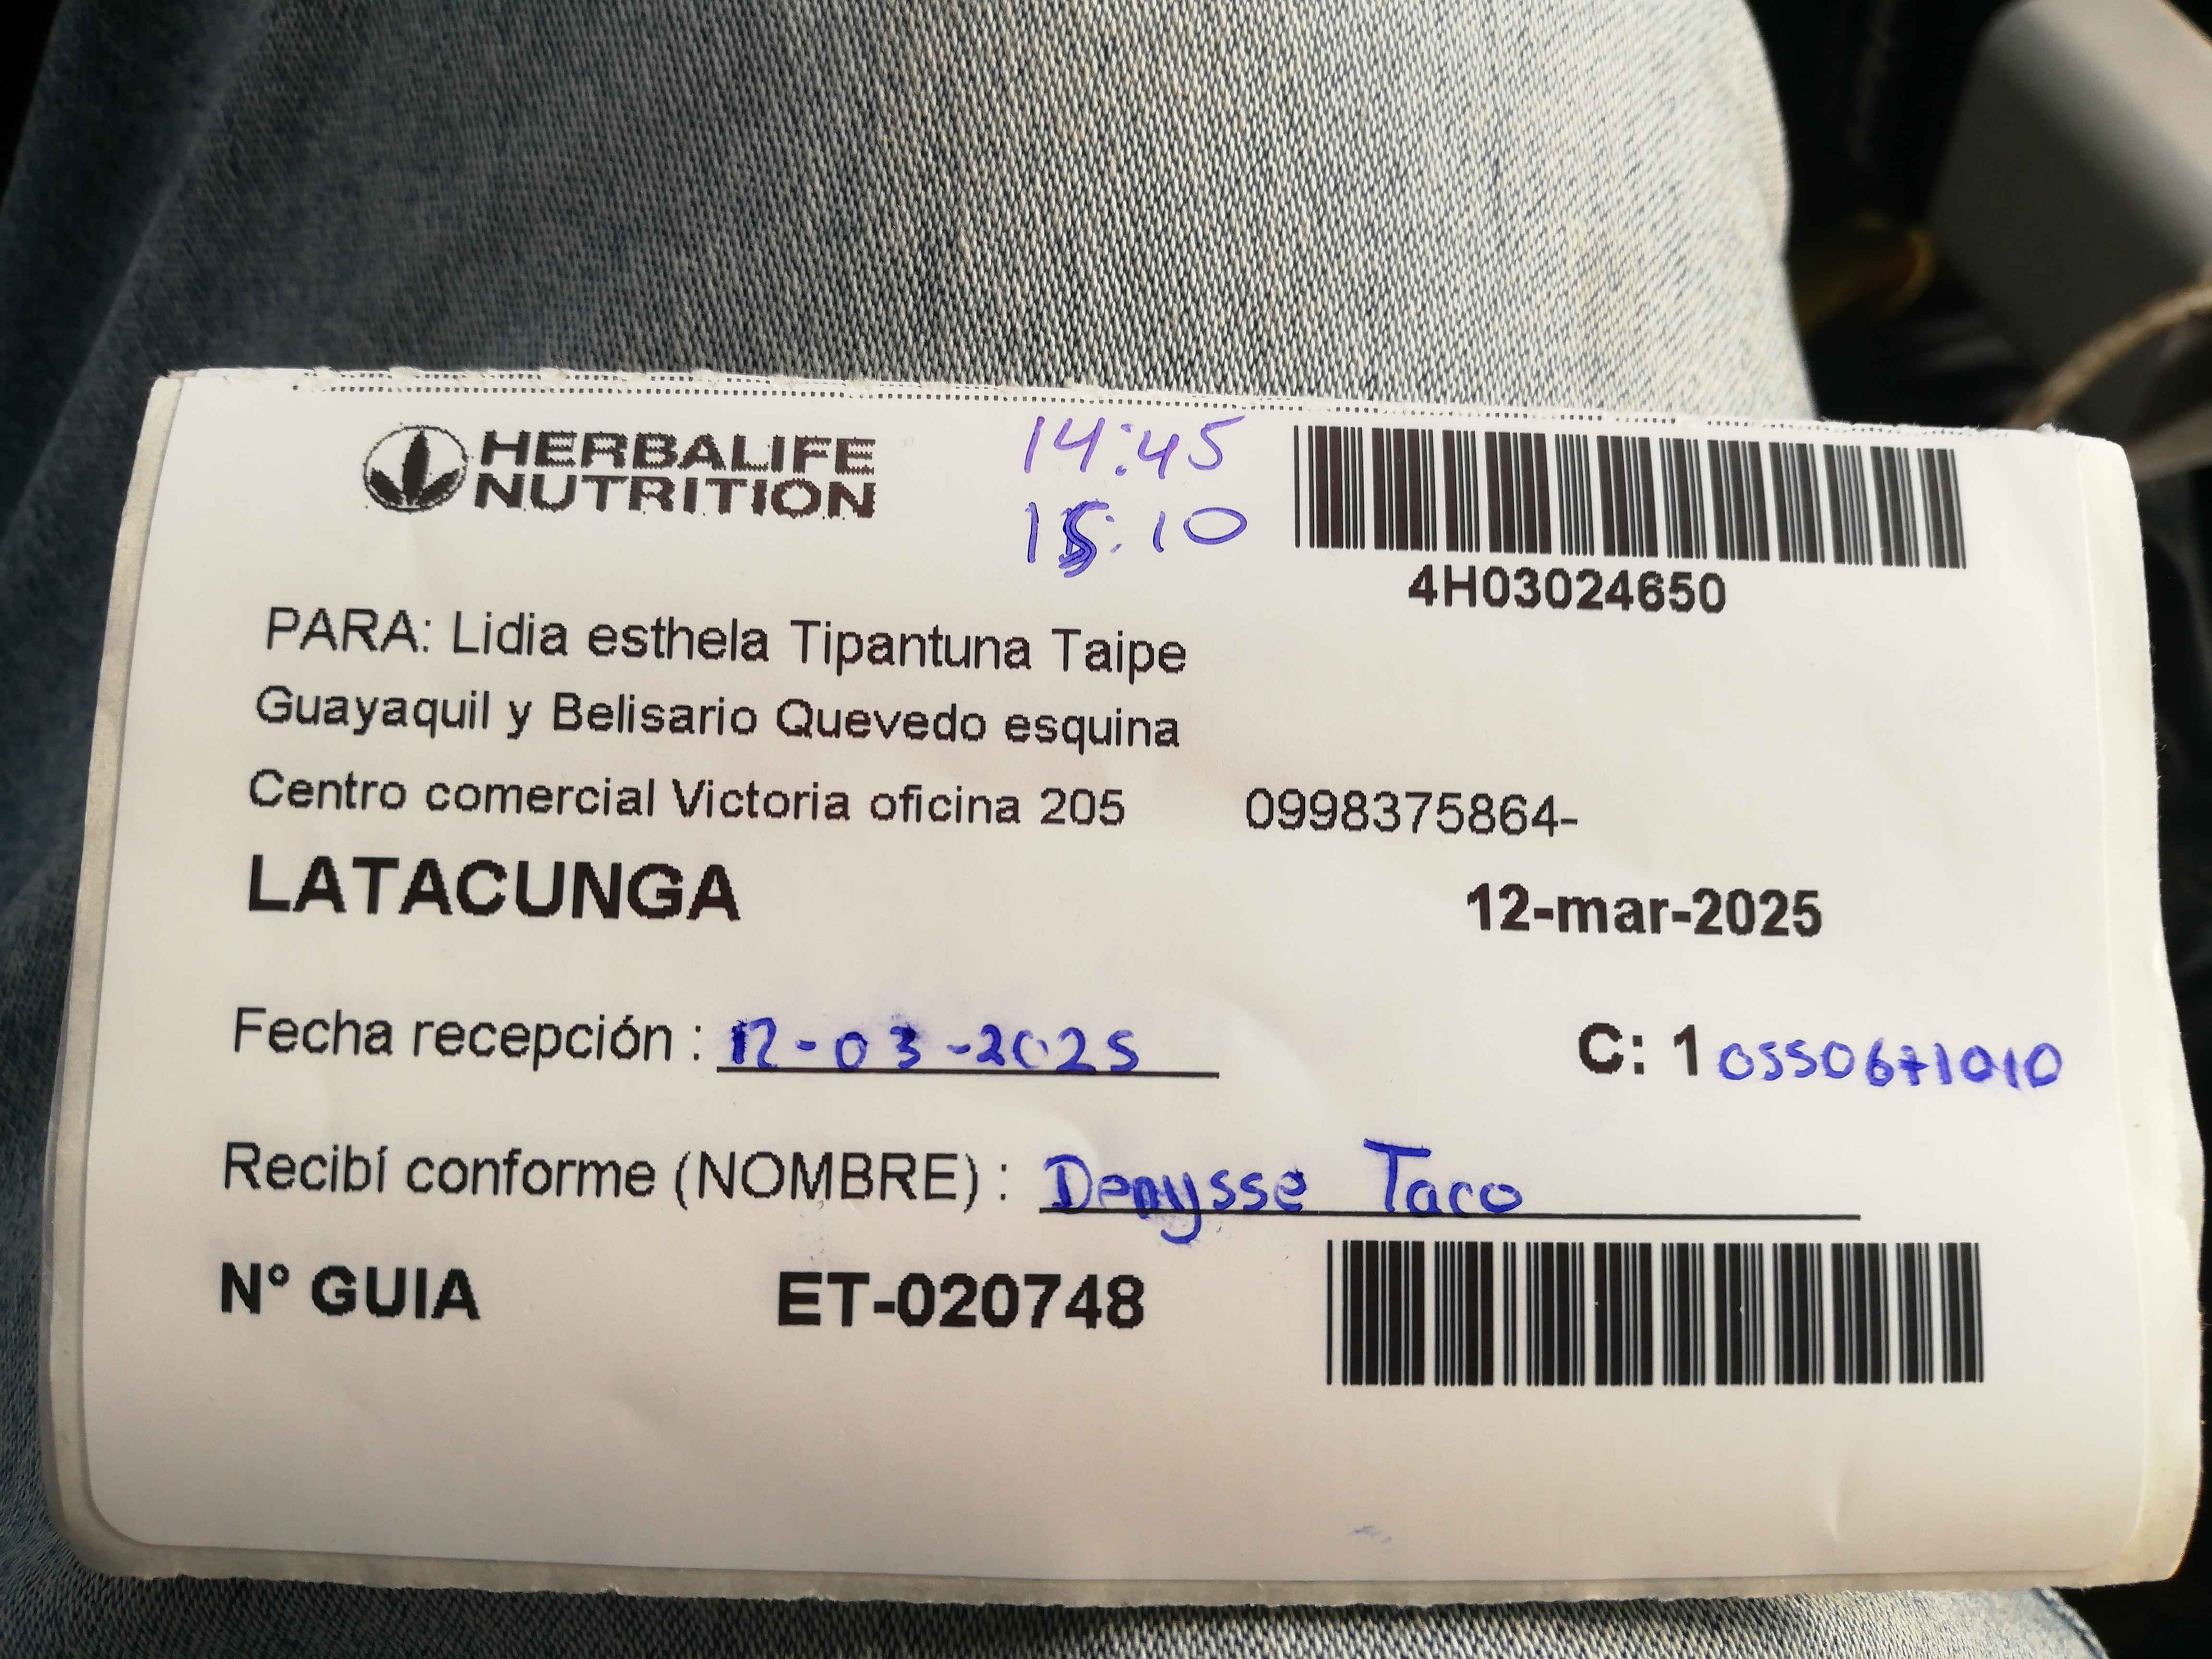 HERBALIFE
NUTRITION
14:45
15:10
4H03024650
PARA: Lidia esthela Tipantuna Taipe
Guayaquil y Belisario Quevedo esquina
Centro comercial Victoria oficina 205 0998375864-
LATACUNGA 12-mar-2025
Fecha recepción : 12-03-2025 C: 1 0550671010
Recibí conforme (NOMBRE) : Denysse Taco
N° GUIA ET-020748